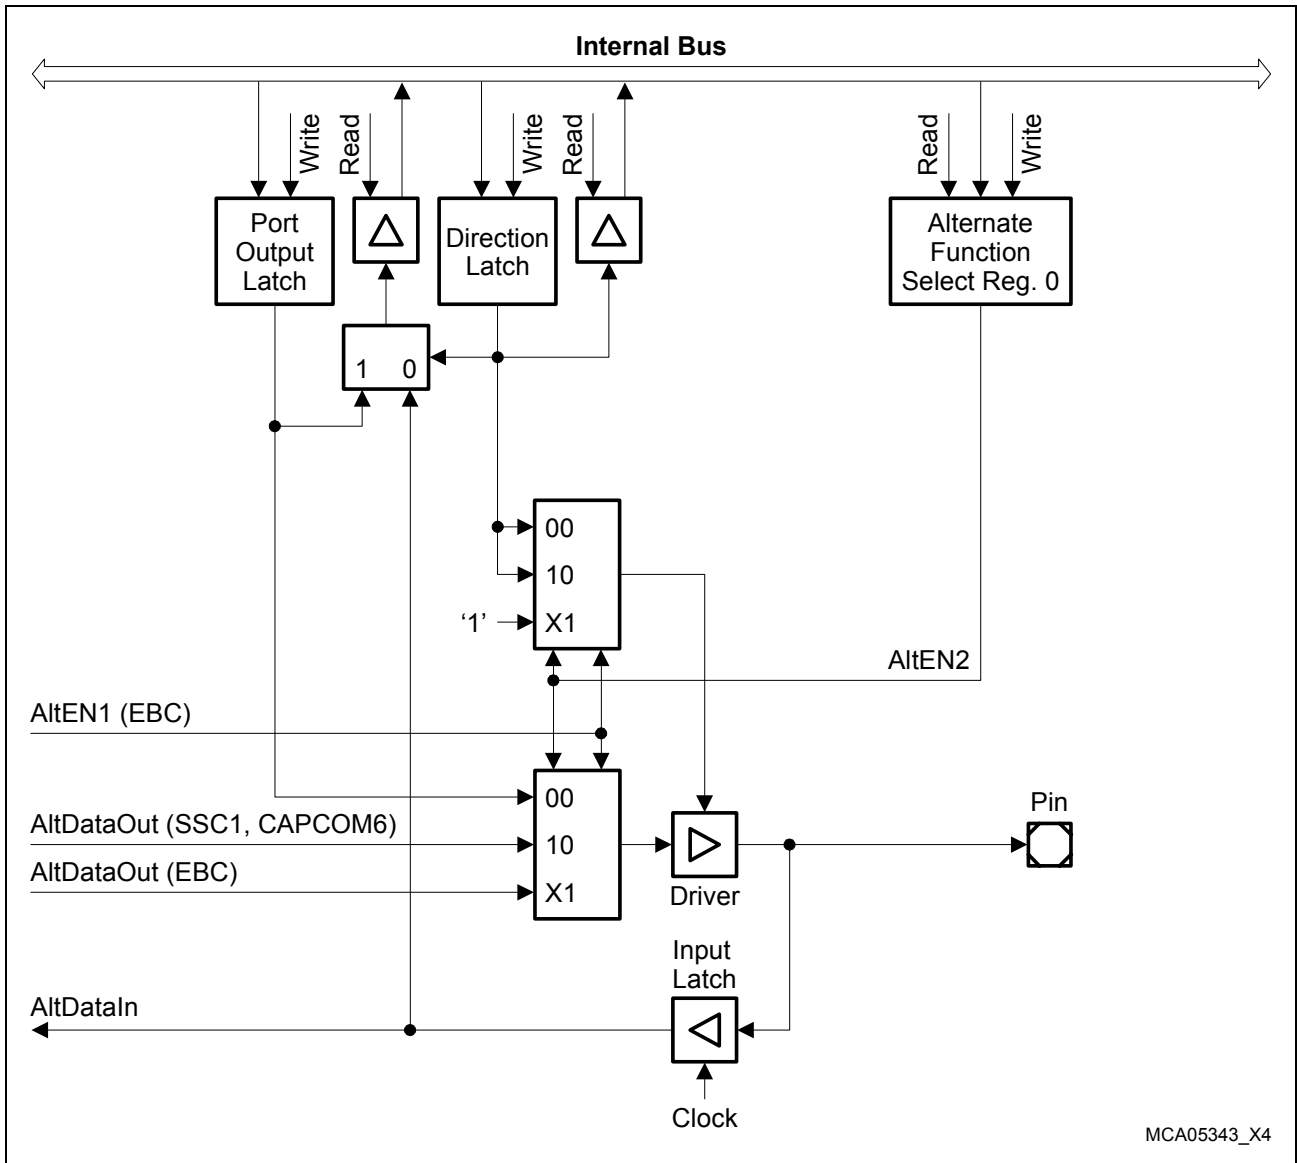 Internal Bus
Write
Read
Write
Read
Read
Write
Port
Output
Latch
Direction
Latch
Alternate
Function
Select Reg. 0
1 0
00
10
‘1’ X1
AltEN2
AltEN1 (EBC)
00
AltDataOut (SSC1, CAPCOM6)
10
AltDataOut (EBC)
X1
Driver
Pin
Input
Latch
AltDataIn
Clock
MCA05343_X4